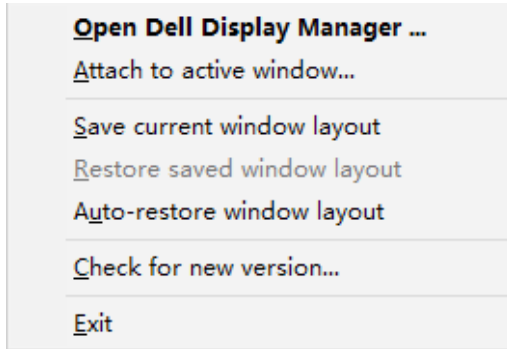 Open Dell Display Manager ...
Attach to active window...
Save current window layout
Restore saved window layout
Auto-restore window layout
Check for new version...
Exit